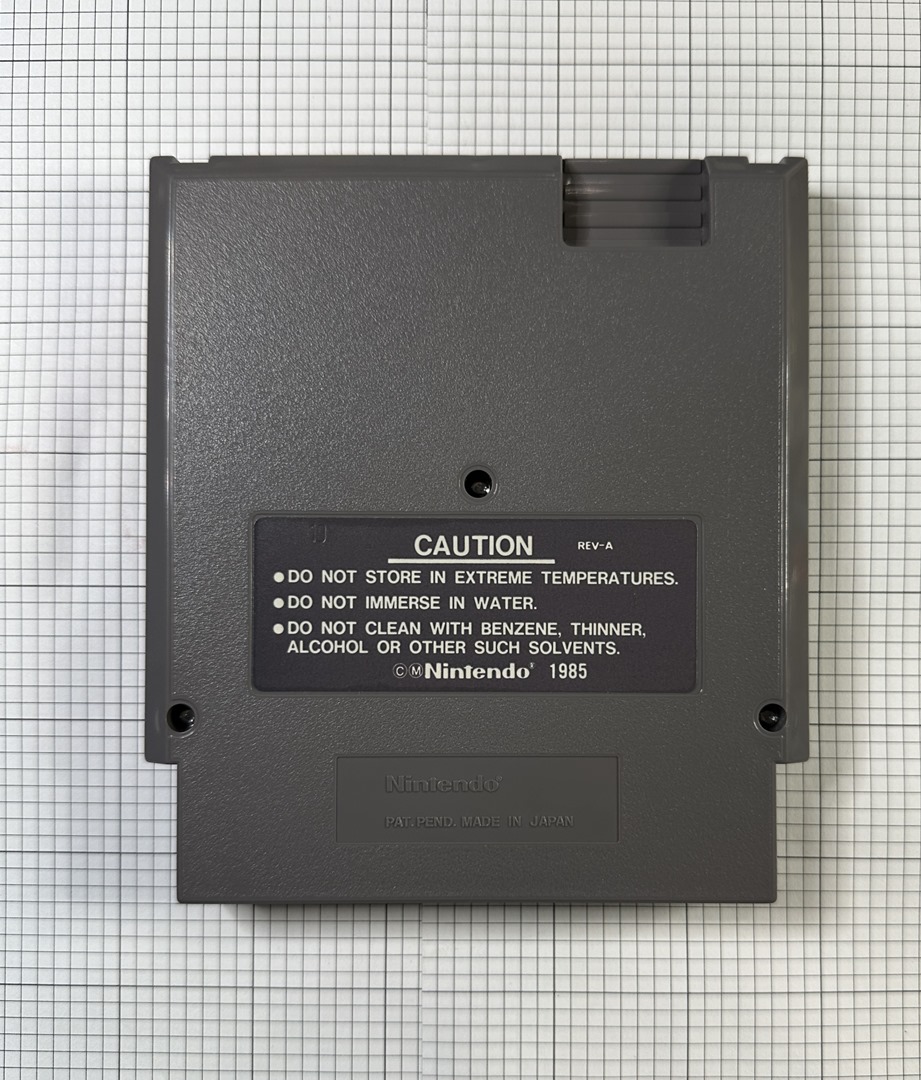 CAUTION REV-A
●DO NOT STORE IN EXTREME TEMPERATURES.
●DO NOT IMMERSE IN WATER.
●DO NOT CLEAN WITH BENZENE, THINNER,
ALCOHOL OR OTHER SUCH SOLVENTS.
ⒸⓂNintendo® 1985
Nintendo®
PAT. PEND. MADE IN JAPAN